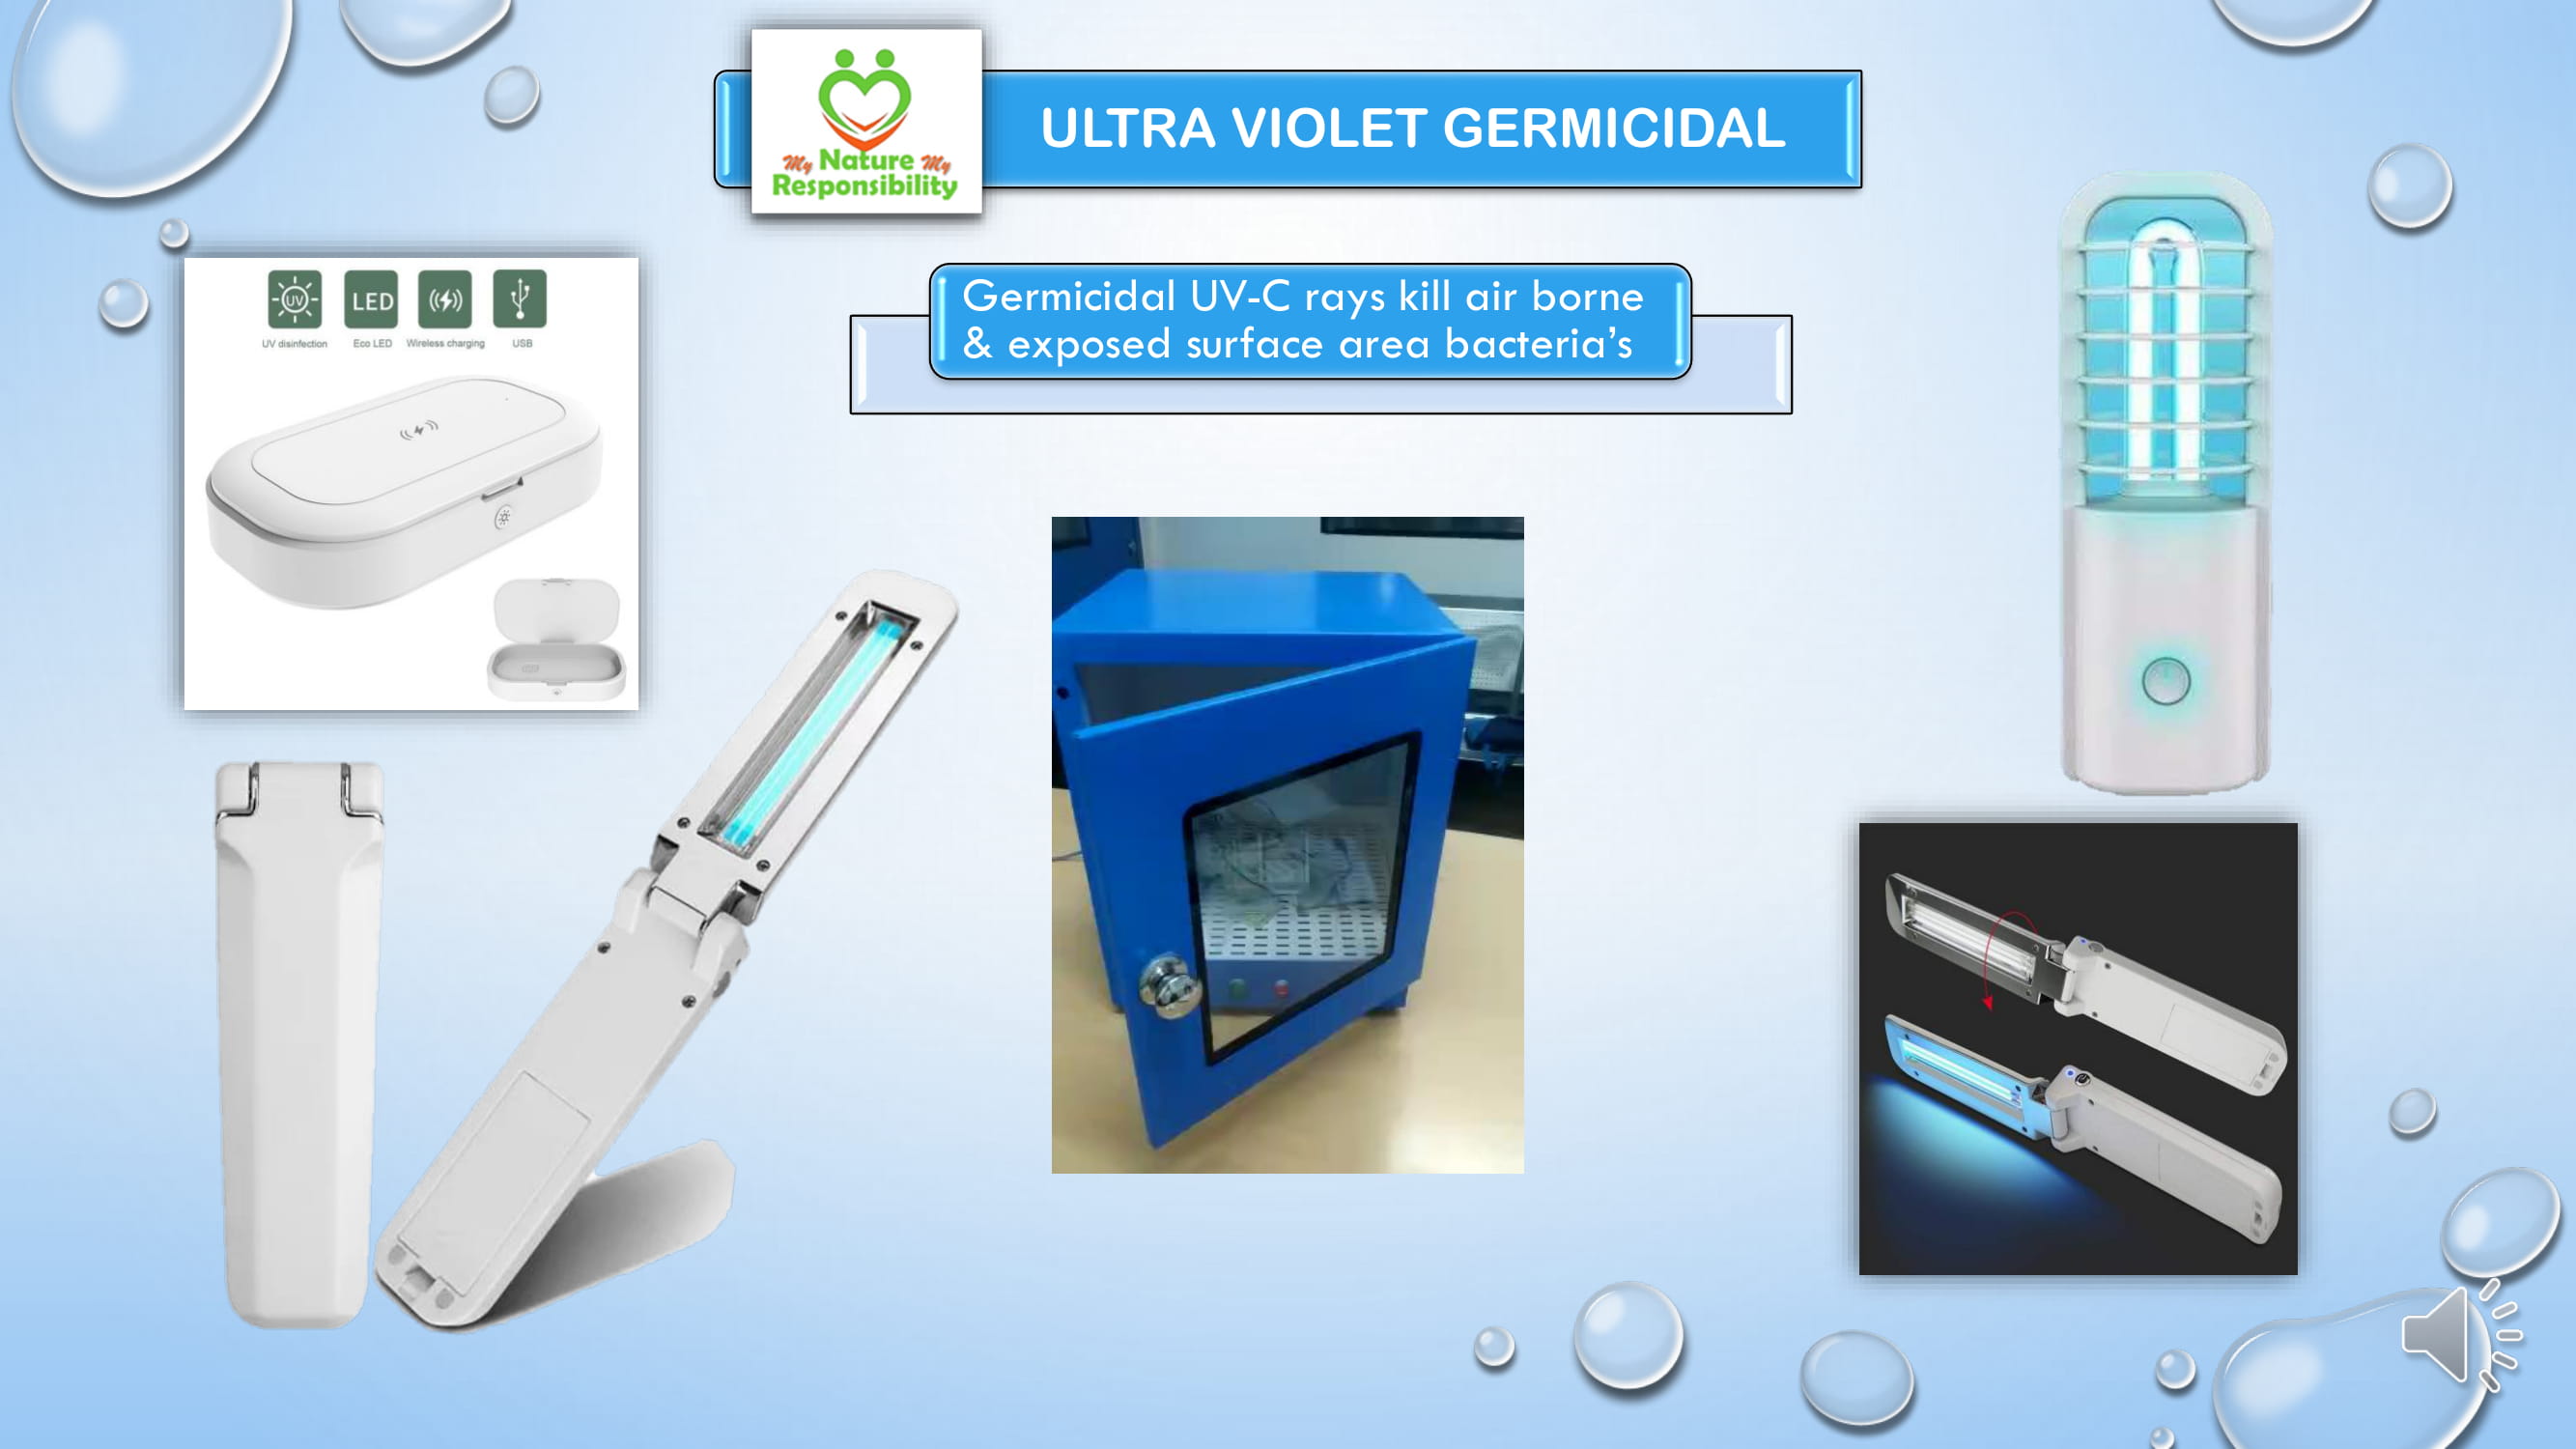 My Nature My
Responsibility
ULTRA VIOLET GERMICIDAL
Germicidal UV-C rays kill air borne
& exposed surface area bacteria’s
UV
LED
UV disinfection
Eco LED
Wireless charging
USB